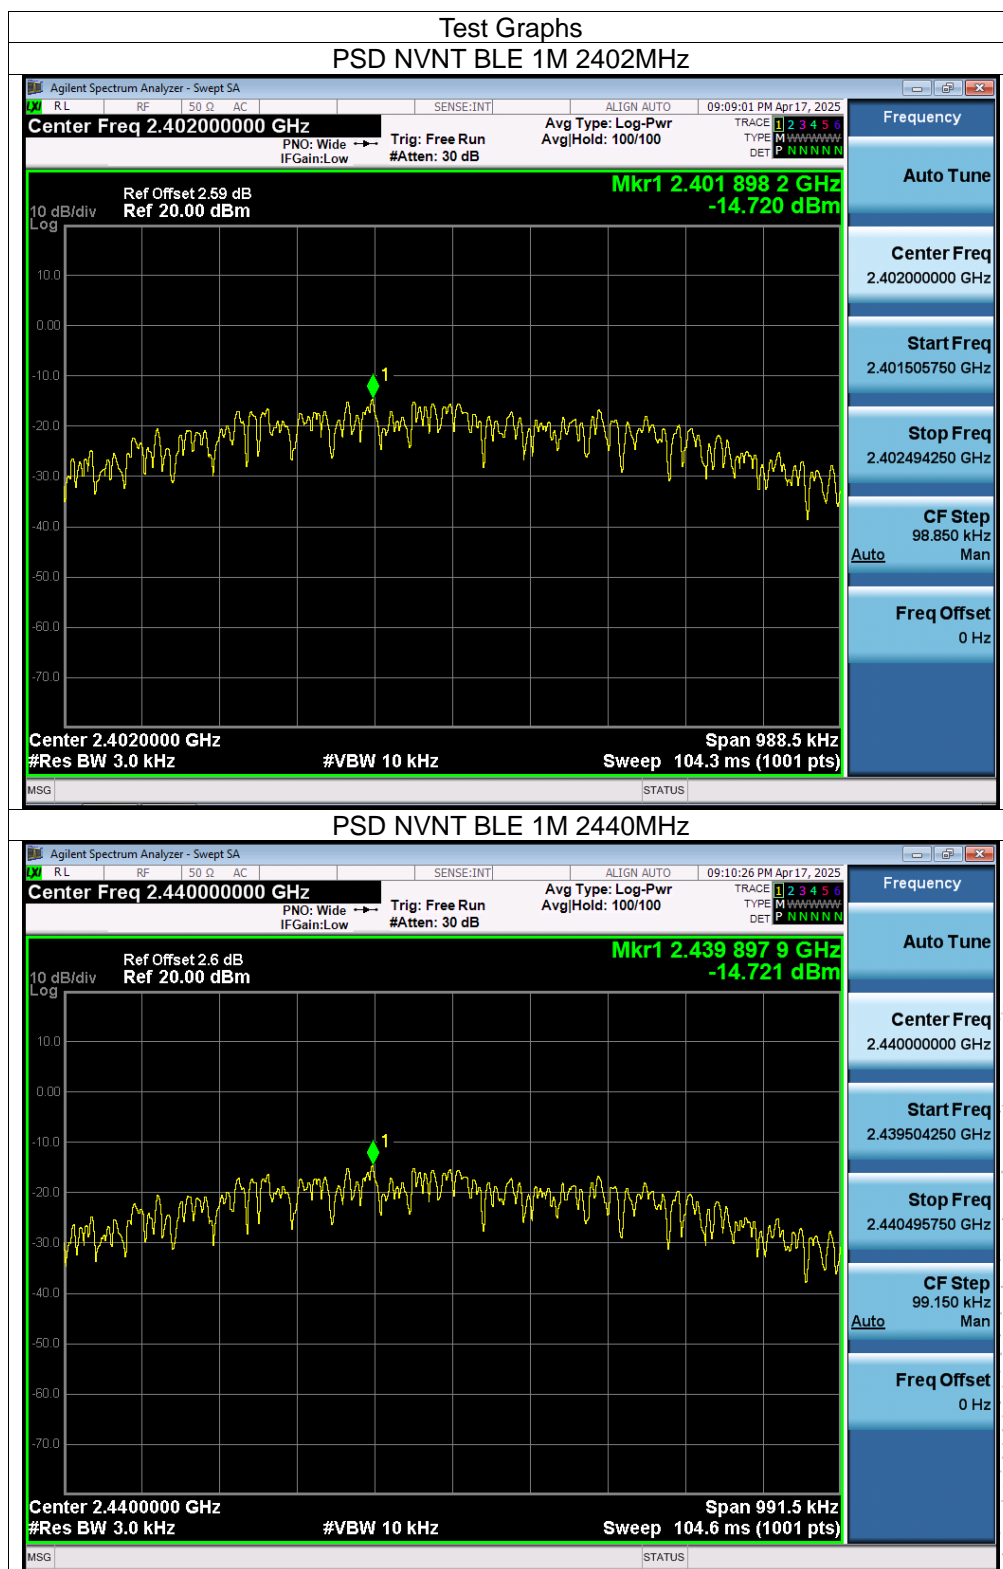 Test Graphs
PSD NVNT BLE 1M 2402MHz
Agilent Spectrum Analyzer - Swept SA
LXI RL RF 50 Ω AC SENSE:INT ALIGN AUTO 09:09:01 PM Apr 17, 2025
Center Freq 2.402000000 GHz
PNO: Wide
IFGain:Low
Trig: Free Run
#Atten: 30 dB
Avg Type: Log-Pwr
Avg|Hold: 100/100
TRACE 1 2 3 4 5 6
TYPE M W W W W W
DET P N N N N N
Frequency
Auto Tune
Center Freq
2.402000000 GHz
Start Freq
2.401505750 GHz
Stop Freq
2.402494250 GHz
CF Step
98.850 kHz
Auto Man
Freq Offset
0 Hz
Mkr1 2.401 898 2 GHz
-14.720 dBm
Ref Offset 2.59 dB
10 dB/div Ref 20.00 dBm
Log
10.0
0.00
-10.0
1
-20.0
-30.0
-40.0
-50.0
-60.0
-70.0
Center 2.4020000 GHz Span 988.5 kHz
#Res BW 3.0 kHz #VBW 10 kHz Sweep 104.3 ms (1001 pts)
MSG STATUS
PSD NVNT BLE 1M 2440MHz
Agilent Spectrum Analyzer - Swept SA
LXI RL RF 50 Ω AC SENSE:INT ALIGN AUTO 09:10:26 PM Apr 17, 2025
Center Freq 2.440000000 GHz
PNO: Wide
IFGain:Low
Trig: Free Run
#Atten: 30 dB
Avg Type: Log-Pwr
Avg|Hold: 100/100
TRACE 1 2 3 4 5 6
TYPE M W W W W W
DET P N N N N N
Frequency
Auto Tune
Center Freq
2.440000000 GHz
Start Freq
2.439504250 GHz
Stop Freq
2.440495750 GHz
CF Step
99.150 kHz
Auto Man
Freq Offset
0 Hz
Mkr1 2.439 897 9 GHz
-14.721 dBm
Ref Offset 2.6 dB
10 dB/div Ref 20.00 dBm
Log
10.0
0.00
-10.0
1
-20.0
-30.0
-40.0
-50.0
-60.0
-70.0
Center 2.4400000 GHz Span 991.5 kHz
#Res BW 3.0 kHz #VBW 10 kHz Sweep 104.6 ms (1001 pts)
MSG STATUS